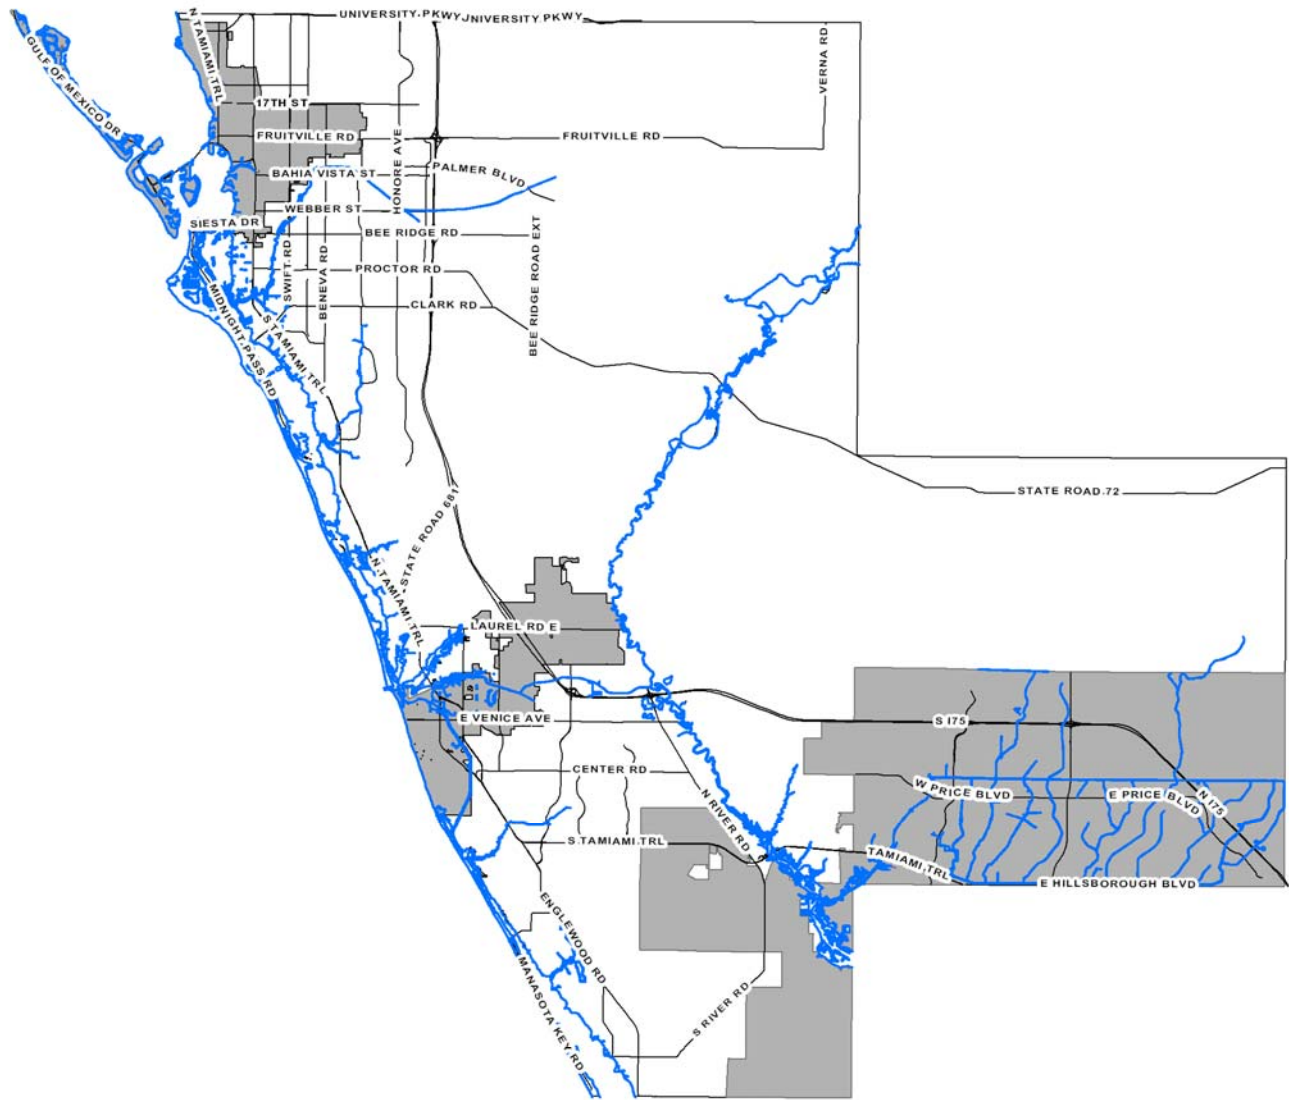 UNIVERSITY PKWY
UNIVERSITY PKWY
N TAMIAMI TRL
GULF OF MEXICO DR
VERNA RD
17TH ST
FRUITVILLE RD
FRUITVILLE RD
HONORE AVE
PALMER BLVD
BAHIA VISTA ST
WEBBER ST
SIESTA DR
BEE RIDGE RD
BEE RIDGE ROAD EXT
SWIFT RD
BENEVA RD
PROCTOR RD
CLARK RD
MIDNIGHT PASS RD
S TAMIAMI TRL
STATE ROAD 72
STATE ROAD 681
N TAMIAMI TRL
LAUREL RD E
E VENICE AVE
S I75
CENTER RD
N RIVER RD
W PRICE BLVD
E PRICE BLVD
N I75
S TAMIAMI TRL
TAMIAMI TRL
E HILLSBOROUGH BLVD
ENGLEWOOD RD
MANASOTA KEY RD
S RIVER RD